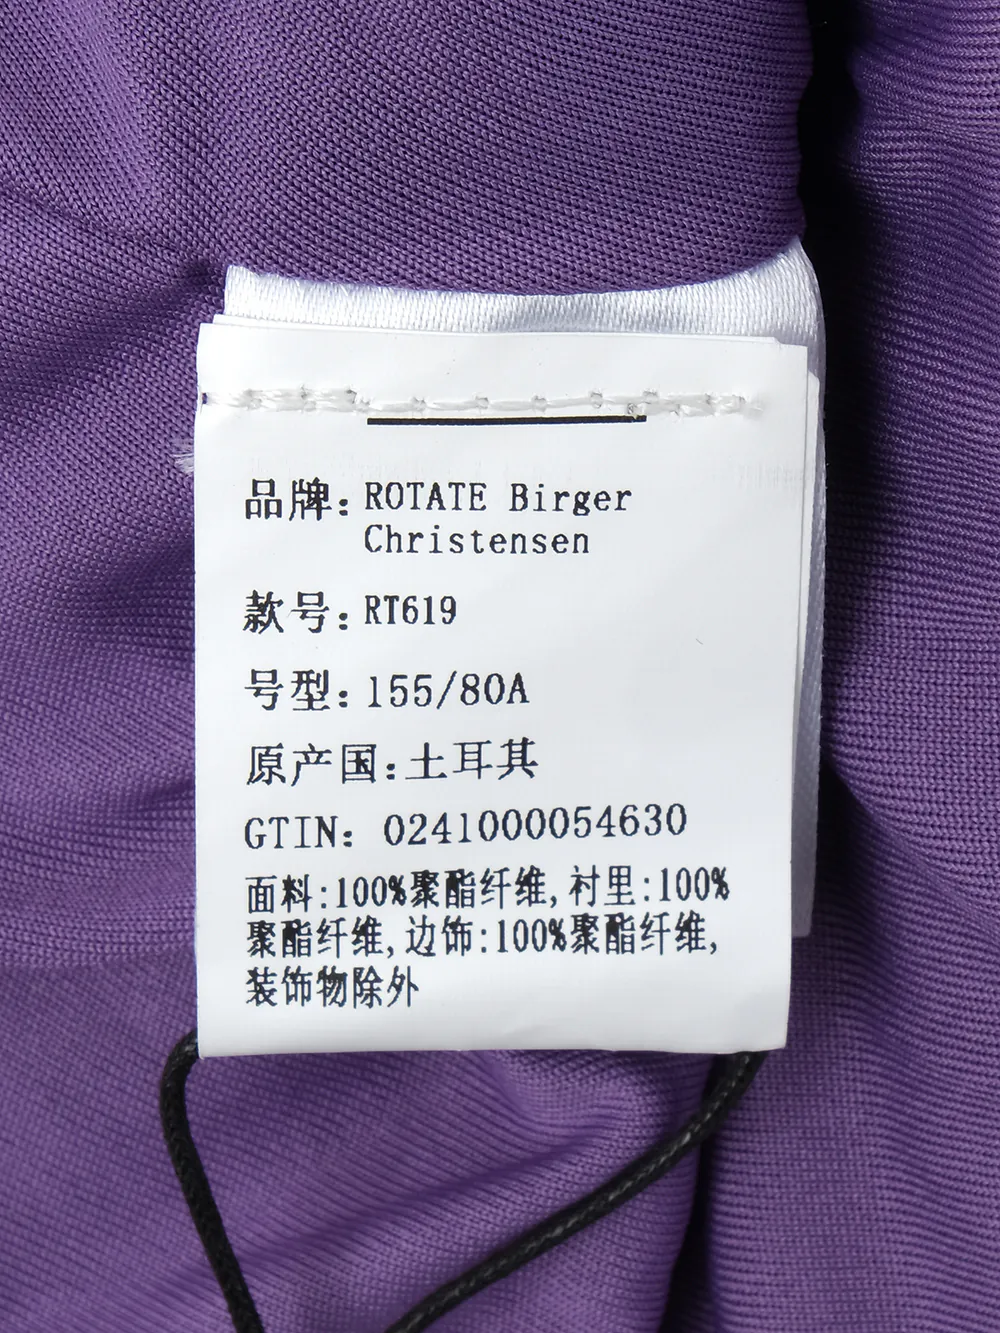 品牌: ROTATE Birger
Christensen
款号: RT619
号型: 155/80A
原产国: 土耳其
GTIN: 0241000054630
面料:100%聚酯纤维,衬里:100%
聚酯纤维,边饰:100%聚酯纤维,
装饰物除外